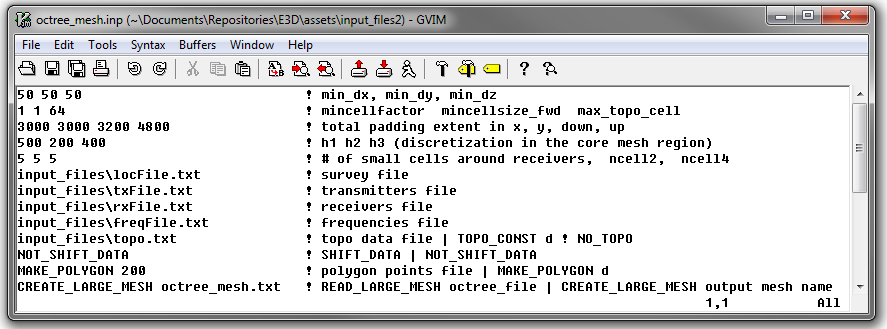 octree_mesh.inp (~\Documents\Repositories\E3D\assets\input_files2) - GVIM
File Edit Tools Syntax Buffers Window Help
50 50 50 ! min_dx, min_dy, min_dz
1 1 64 ! mincellfactor mincellsize_fwd max_topo_cell
3000 3000 3200 4800 ! total padding extent in x, y, down, up
500 200 400 ! h1 h2 h3 (discretization in the core mesh region)
5 5 5 ! # of small cells around receivers, ncell2, ncell4
input_files\locFile.txt ! survey file
input_files\txFile.txt ! transmitters file
input_files\rxFile.txt ! receivers file
input_files\freqFile.txt ! frequencies file
input_files\topo.txt ! topo data file | TOPO_CONST d ! NO_TOPO
NOT_SHIFT_DATA ! SHIFT_DATA | NOT_SHIFT_DATA
MAKE_POLYGON 200 ! polygon points file | MAKE_POLYGON d
CREATE_LARGE_MESH octree_mesh.txt ! READ_LARGE_MESH octree_file | CREATE_LARGE_MESH output mesh name
1,1 All